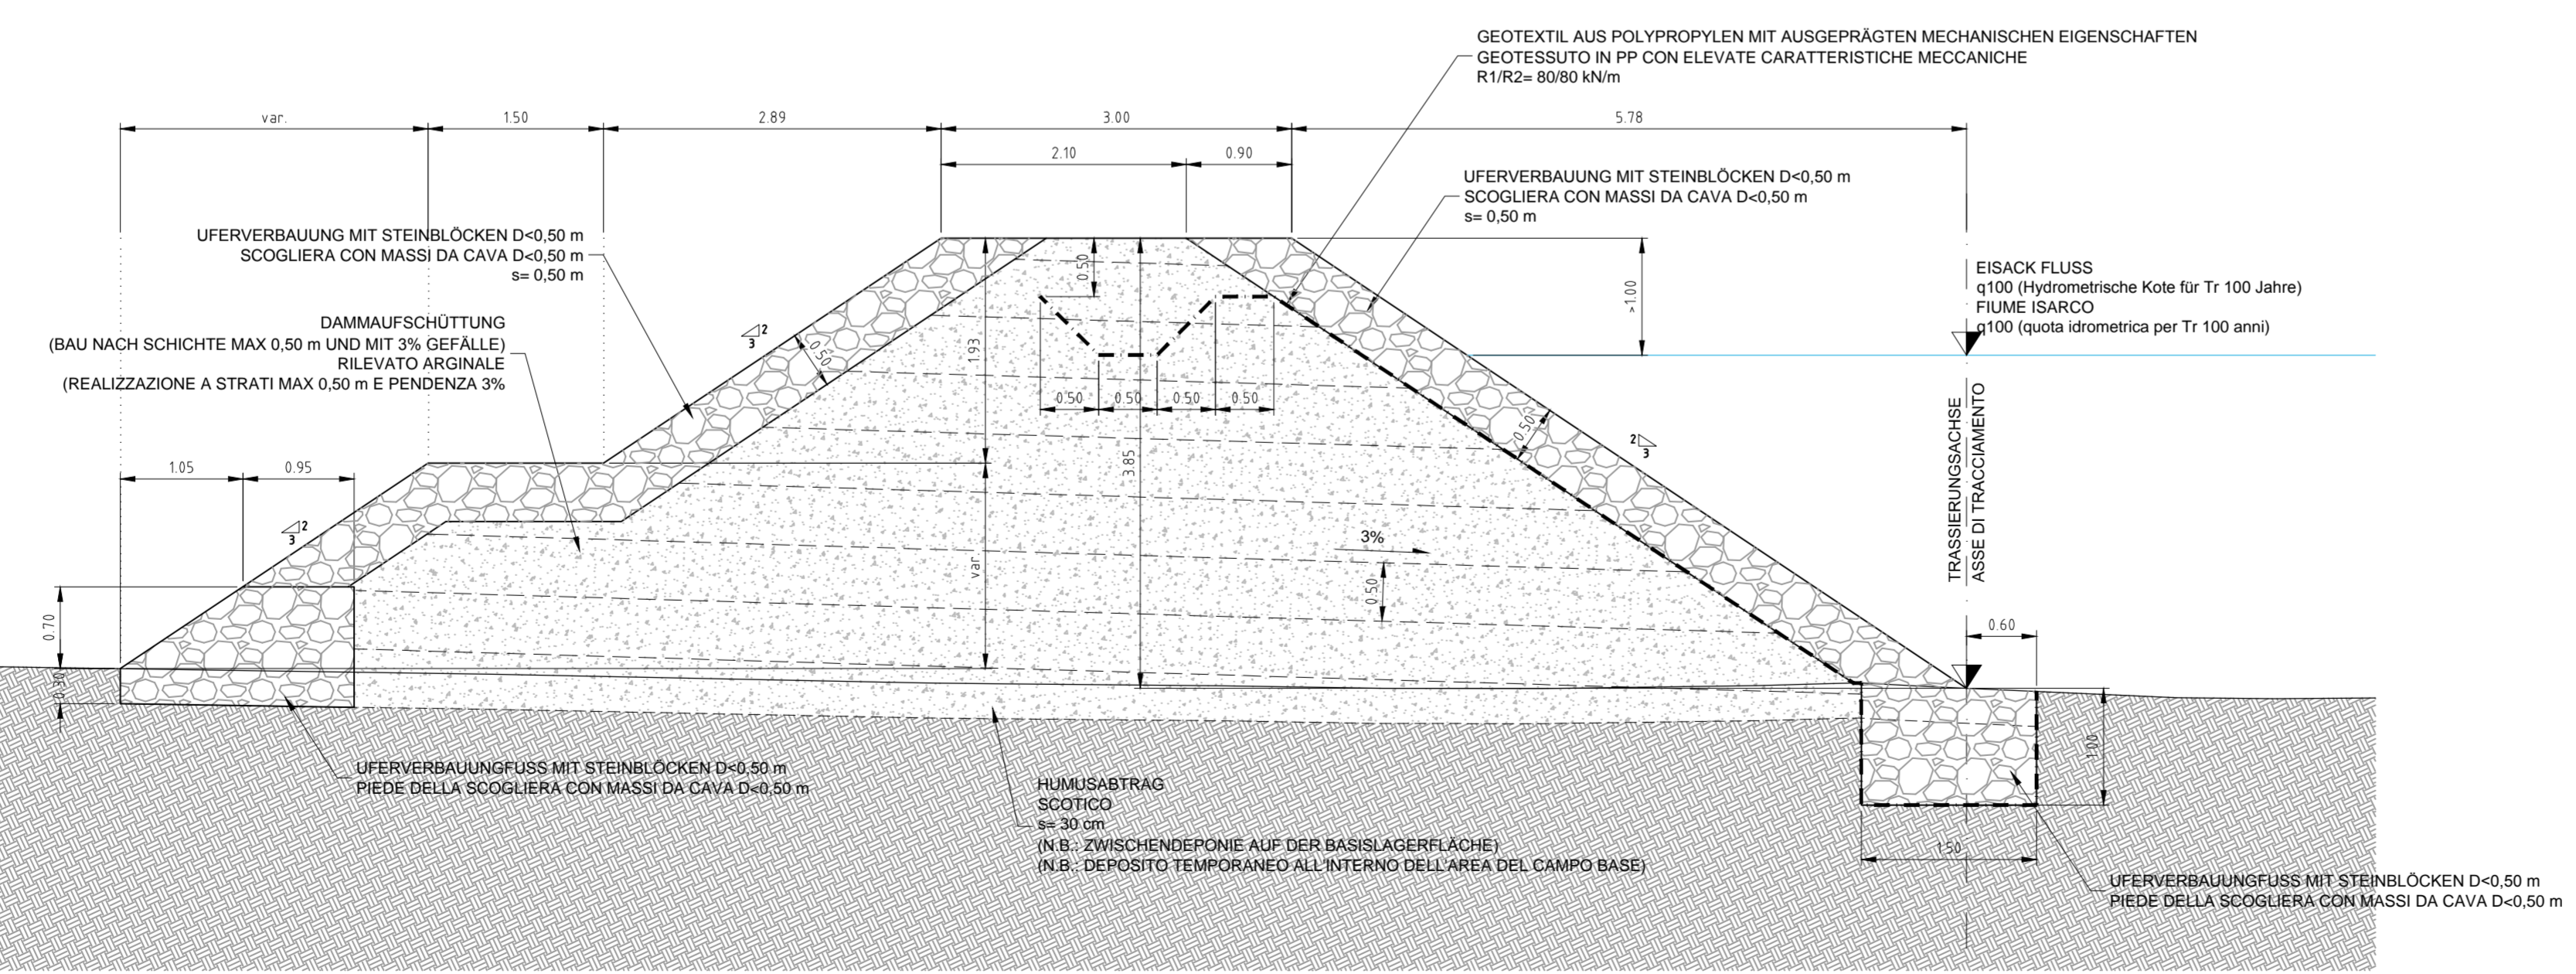 GEOTEXTIL AUS POLYPROPYLEN MIT AUSGEPRÄGTEN MECHANISCHEN EIGENSCHAFTEN
GEOTESSUTO IN PP CON ELEVATE CARATTERISTICHE MECCANICHE
R1/R2= 80/80 kN/m
var.
1.50
2.89
3.00
5.78
2.10
0.90
UFERVERBAUUNG MIT STEINBLÖCKEN D<0,50 m
SCOGLIERA CON MASSI DA CAVA D<0,50 m
s= 0,50 m
UFERVERBAUUNG MIT STEINBLÖCKEN D<0,50 m
SCOGLIERA CON MASSI DA CAVA D<0,50 m
s= 0,50 m
EISACK FLUSS
q100 (Hydrometrische Kote für Tr 100 Jahre)
FIUME ISARCO
q100 (quota idrometrica per Tr 100 anni)
DAMMAUFSCHÜTTUNG
(BAU NACH SCHICHTE MAX 0,50 m UND MIT 3% GEFÄLLE)
RILEVATO ARGINALE
(REALIZZAZIONE A STRATI MAX 0,50 m E PENDENZA 3%
0.50
>1.00
2
3
0.50
1.93
3.85
0.50
0.50
0.50
0.50
0.50
2
3
TRASSIERUNGSACHSE
ASSE DI TRACCIAMENTO
1.05
0.95
2
3
var.
3%
0.50
0.70
0.30
0.60
1.00
1.50
UFERVERBAUUNGFUSS MIT STEINBLÖCKEN D<0,50 m
PIEDE DELLA SCOGLIERA CON MASSI DA CAVA D<0,50 m
HUMUSABTRAG
SCOTICO
s= 30 cm
(N.B.: ZWISCHENDEPONIE AUF DER BASISLAGERFLÄCHE)
(N.B.: DEPOSITO TEMPORANEO ALL'INTERNO DELL'AREA DEL CAMPO BASE)
UFERVERBAUUNGFUSS MIT STEINBLÖCKEN D<0,50 m
PIEDE DELLA SCOGLIERA CON MASSI DA CAVA D<0,50 m